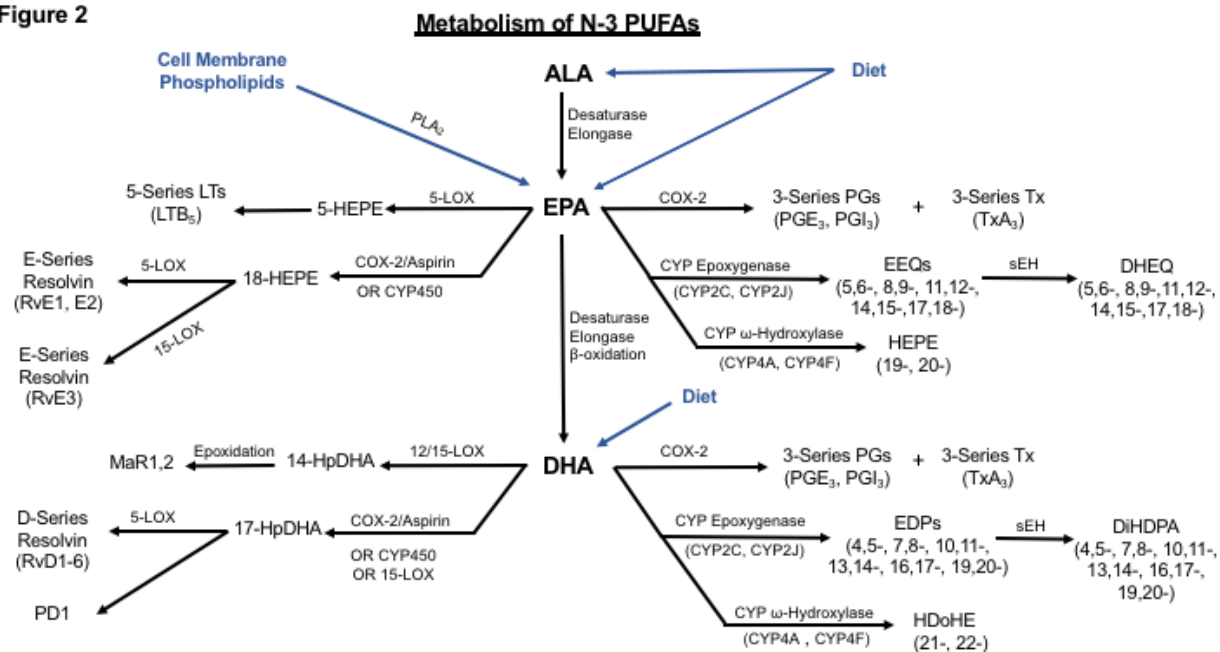 Figure 2
Metabolism of N-3 PUFAs
Cell Membrane
Phospholipids
ALA
Diet
PLA₂
Desaturase
Elongase
5-Series LTs
(LTB₅)
5-HEPE
5-LOX
EPA
COX-2
3-Series PGs
(PGE₃, PGI₃)
+
3-Series Tx
(TxA₃)
E-Series
Resolvin
(RvE1, E2)
5-LOX
18-HEPE
COX-2/Aspirin
OR CYP450
CYP Epoxygenase
(CYP2C, CYP2J)
EEQs
(5,6-, 8,9-, 11,12-,
14,15-,17,18-)
sEH
DHEQ
(5,6-, 8,9-,11,12-,
14,15-,17,18-)
15-LOX
E-Series
Resolvin
(RvE3)
Desaturase
Elongase
β-oxidation
CYP ω-Hydroxylase
(CYP4A, CYP4F)
HEPE
(19-, 20-)
Diet
MaR1,2
Epoxidation
14-HpDHA
12/15-LOX
DHA
COX-2
3-Series PGs
(PGE₃, PGI₃)
+
3-Series Tx
(TxA₃)
D-Series
Resolvin
(RvD1-6)
5-LOX
17-HpDHA
COX-2/Aspirin
OR CYP450
OR 15-LOX
CYP Epoxygenase
(CYP2C, CYP2J)
EDPs
(4,5-, 7,8-, 10,11-,
13,14-, 16,17-, 19,20-)
sEH
DiHDPA
(4,5-, 7,8-, 10,11-,
13,14-, 16,17-,
19,20-)
PD1
CYP ω-Hydroxylase
(CYP4A , CYP4F)
HDoHE
(21-, 22-)